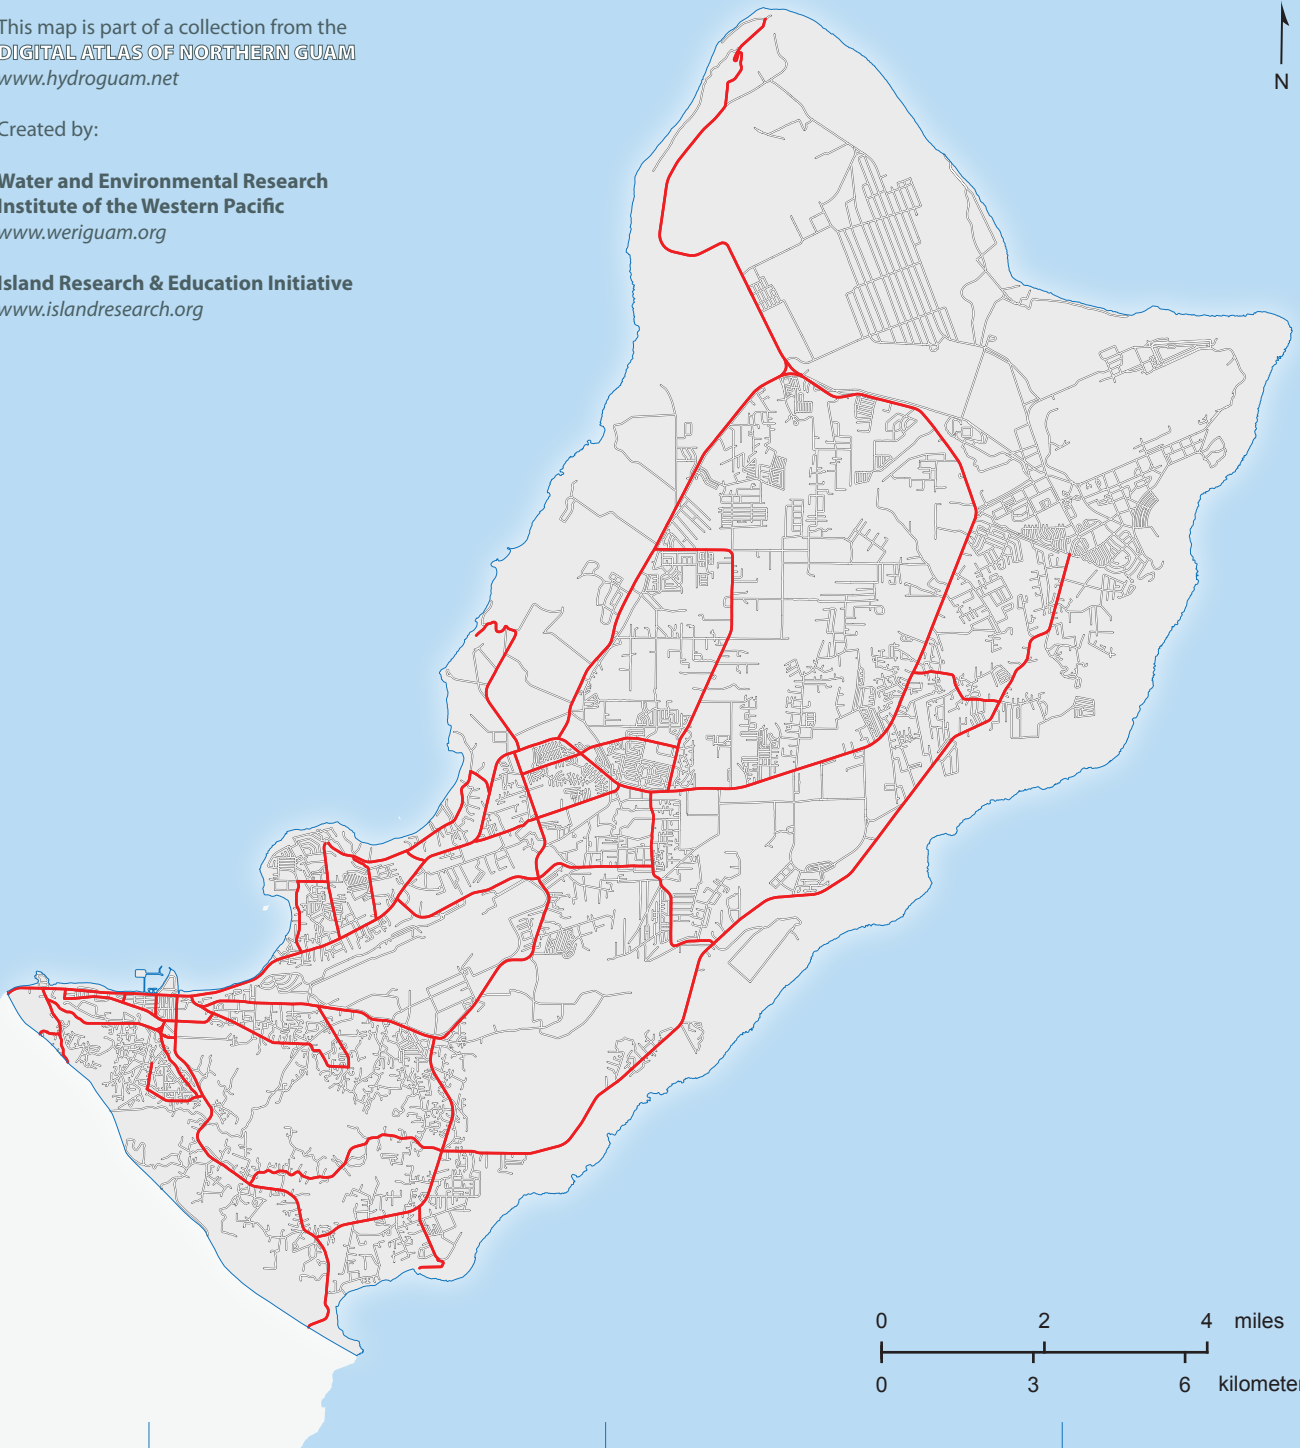 This map is part of a collection from the
DIGITAL ATLAS OF NORTHERN GUAM
www.hydroguam.net
Created by:
Water and Environmental Research
Institute of the Western Pacific
www.weriguam.org
Island Research & Education Initiative
www.islandresearch.org
N
0 2 4 miles
0 3 6 kilometer